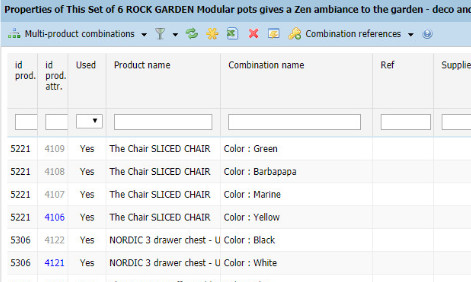 Properties of This Set of 6 ROCK GARDEN Modular pots gives a Zen ambiance to the garden - deco and
Multi-product combinations
Combination references
id prod. id prod. attr. Used Product name Combination name Ref Supplie
5221 4109 Yes The Chair SLICED CHAIR Color : Green
5221 4108 Yes The Chair SLICED CHAIR Color : Barbapapa
5221 4107 Yes The Chair SLICED CHAIR Color : Marine
5221 4106 Yes The Chair SLICED CHAIR Color : Yellow
5306 4122 Yes NORDIC 3 drawer chest - U Color : Black
5306 4121 Yes NORDIC 3 drawer chest - U Color : White